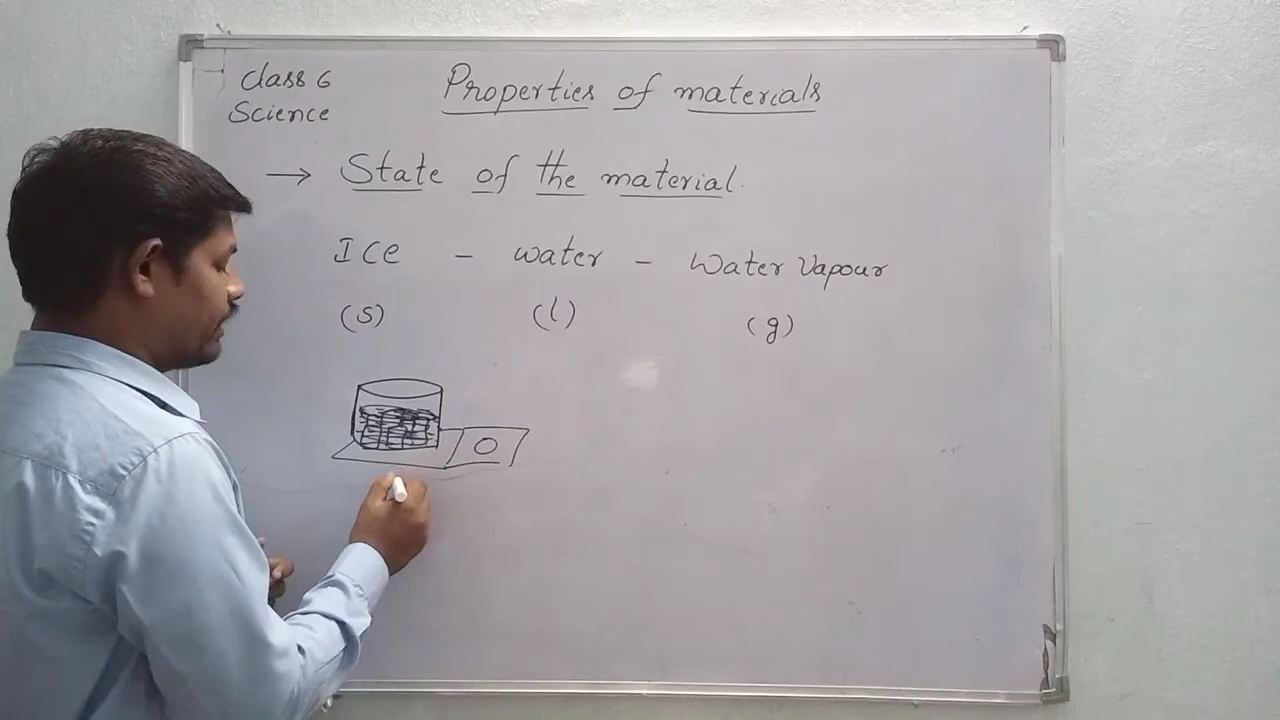 Class 6
Science
Properties of materials
→ State of the material.
Ice - water - Water Vapour
(s) (l) (g)